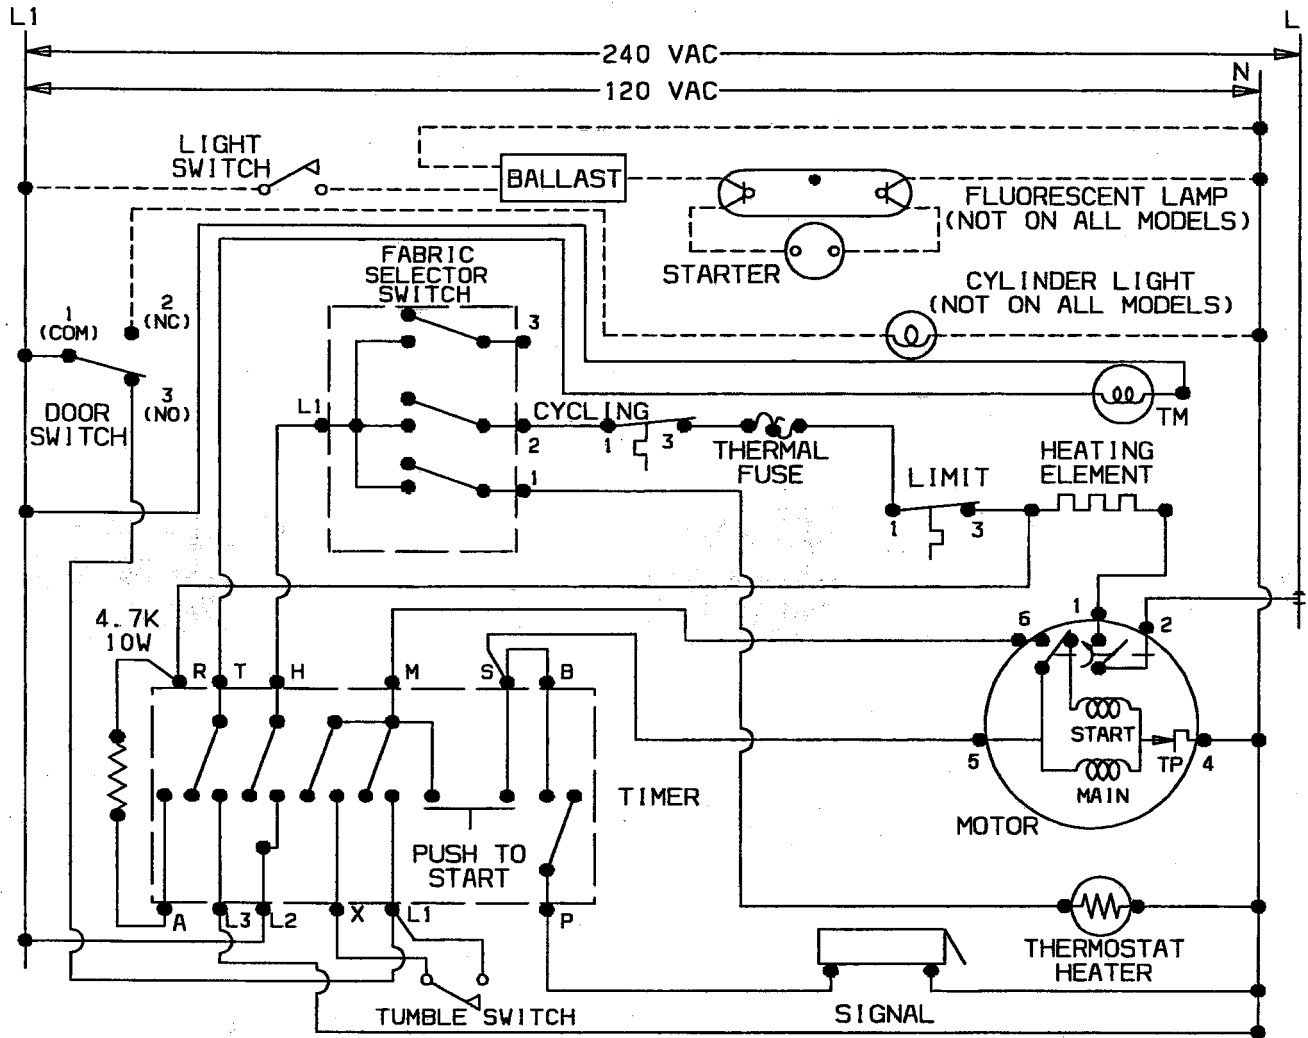 L1
L
240 VAC
N
120 VAC
LIGHT
SWITCH
BALLAST
FLUORESCENT LAMP
(NOT ON ALL MODELS)
STARTER
FABRIC
SELECTOR
SWITCH
CYLINDER LIGHT
(NOT ON ALL MODELS)
1
(COM)
2
(NC)
3
3
(NO)
DOOR
SWITCH
L1
CYCLING
2
1
3
TM
THERMAL
FUSE
HEATING
ELEMENT
1
LIMIT
1
3
4.7K
10W
6
1
2
R
T
H
M
S
B
START
5
TP
4
MAIN
TIMER
MOTOR
PUSH TO
START
A
L3
L2
X
L1
P
THERMOSTAT
HEATER
TUMBLE SWITCH
SIGNAL